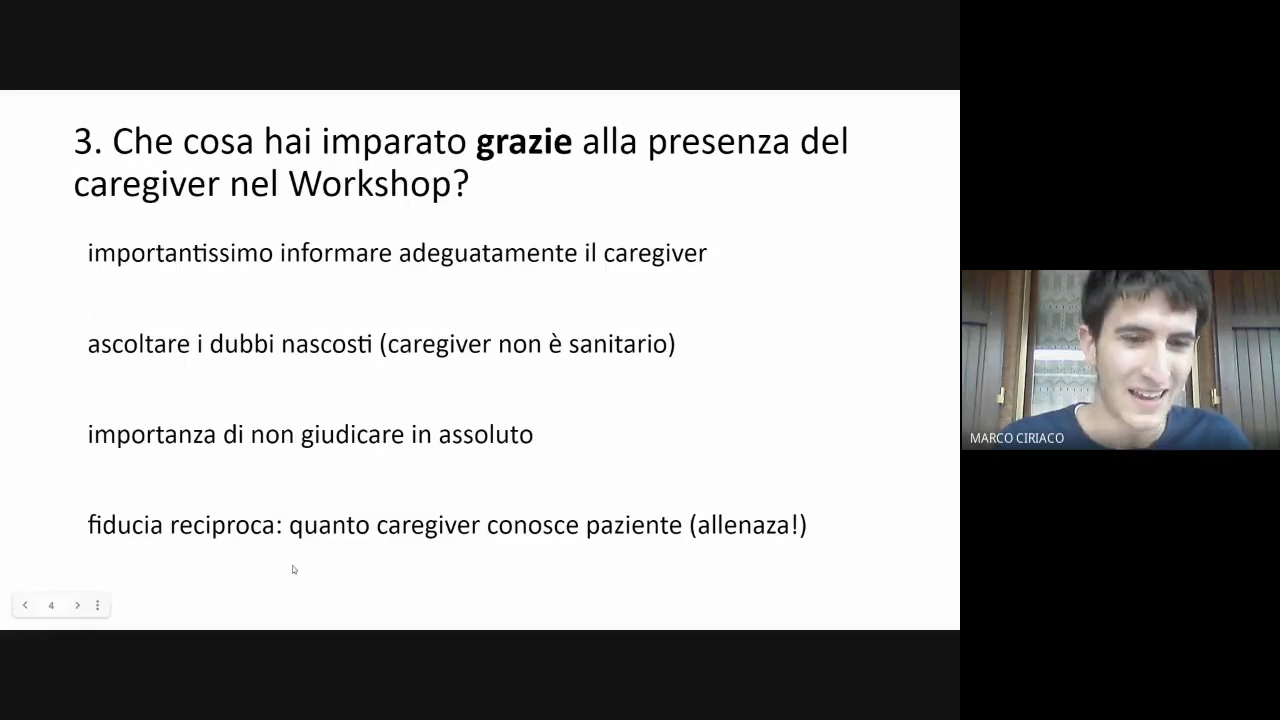 3. Che cosa hai imparato grazie alla presenza del
caregiver nel Workshop?
importantissimo informare adeguatamente il caregiver
ascoltare i dubbi nascosti (caregiver non è sanitario)
importanza di non giudicare in assoluto
fiducia reciproca: quanto caregiver conosce paziente (allenaza!)
MARCO CIRIACO
4